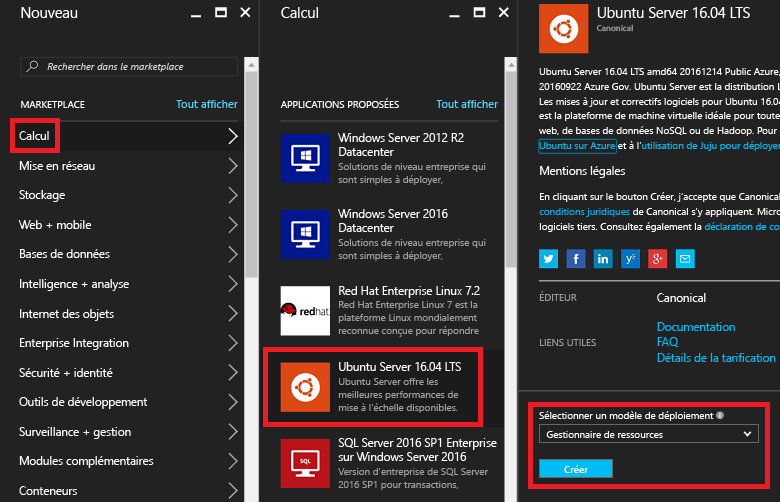 Nouveau
Rechercher dans le marketplace
MARKETPLACE
Tout afficher
Calcul
Mise en réseau
Stockage
Web + mobile
Bases de données
Intelligence + analyse
Internet des objets
Enterprise Integration
Sécurité + identité
Outils de développement
Surveillance + gestion
Modules complémentaires
Conteneurs
Calcul
APPLICATIONS PROPOSÉES
Tout afficher
Windows Server 2012 R2
Datacenter
Solutions de niveau entreprise qui
sont simples à déployer,
Windows Server 2016
Datacenter
Solutions de niveau entreprise qui
sont simples à déployer,
redhat.
Red Hat Enterprise Linux 7.2
Red Hat Enterprise Linux 7 est la
plateforme Linux mondialement
reconnue conçue pour répondre
Ubuntu Server 16.04 LTS
Ubuntu Server offre les
meilleures performances de
mise à l'échelle disponibles.
SQL Server 2016 SP1 Enterprise
sur Windows Server 2016
Version d'entreprise de SQL Server
2016 SP1 pour transactions,
Ubuntu Server 16.04 LTS
Canonical
Ubuntu Server 16.04 LTS amd64 20161214 Public Azure,
20160922 Azure Gov. Ubuntu Server est la distribution L
Les mises à jour et correctifs logiciels pour Ubuntu 16.04
est la plateforme de machine virtuelle idéale pour toute
web, de bases de données NoSQL ou de Hadoop. Pour
Ubuntu sur Azure et à l'utilisation de Juju pour déployer
Mentions légales
En cliquant sur le bouton Créer, j'accepte que Canonical
conditions juridiques de Canonical s'y appliquent. Micro
logiciels tiers. Consultez également la déclaration de co
ÉDITEUR
Canonical
LIENS UTILES
Documentation
FAQ
Détails de la tarification
Sélectionner un modèle de déploiement
Gestionnaire de ressources
Créer